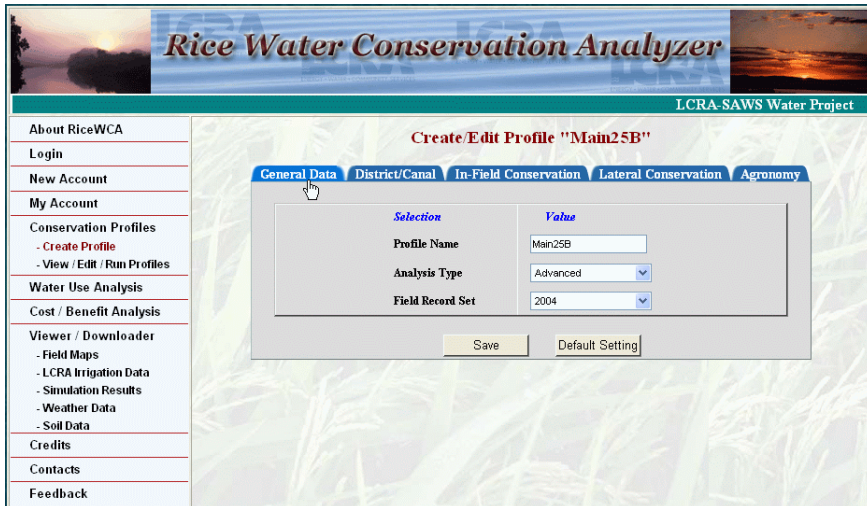 Rice Water Conservation Analyzer
LCRA-SAWS Water Project
About RiceWCA
Login
New Account
My Account
Conservation Profiles
- Create Profile
- View / Edit / Run Profiles
Water Use Analysis
Cost / Benefit Analysis
Viewer / Downloader
- Field Maps
- LCRA Irrigation Data
- Simulation Results
- Weather Data
- Soil Data
Credits
Contacts
Feedback
Create/Edit Profile "Main25B"
General Data District/Canal In-Field Conservation Lateral Conservation Agronomy
Selection Value
Profile Name Main25B
Analysis Type Advanced
Field Record Set 2004
Save Default Setting